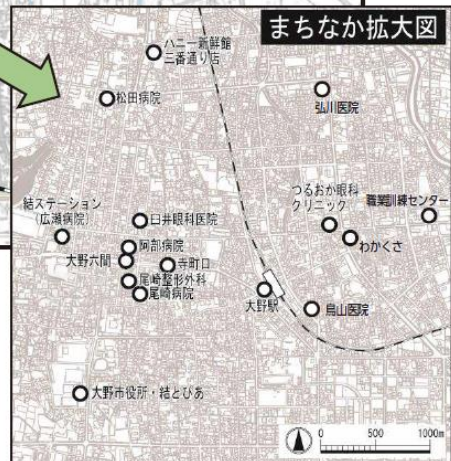 まちなか拡大図
ハニー新鮮館
二番通り店
松田病院
弘川医院
結ステーション
(広瀬病院)
臼井眼科医院
つるおか眼科
クリニック
職業訓練センター
阿部病院
わかくさ
大野六間
寺町口
尾崎整形外科
尾崎病院
大野駅
鳥山医院
大野市役所・結とぴあ
0 500 1000m